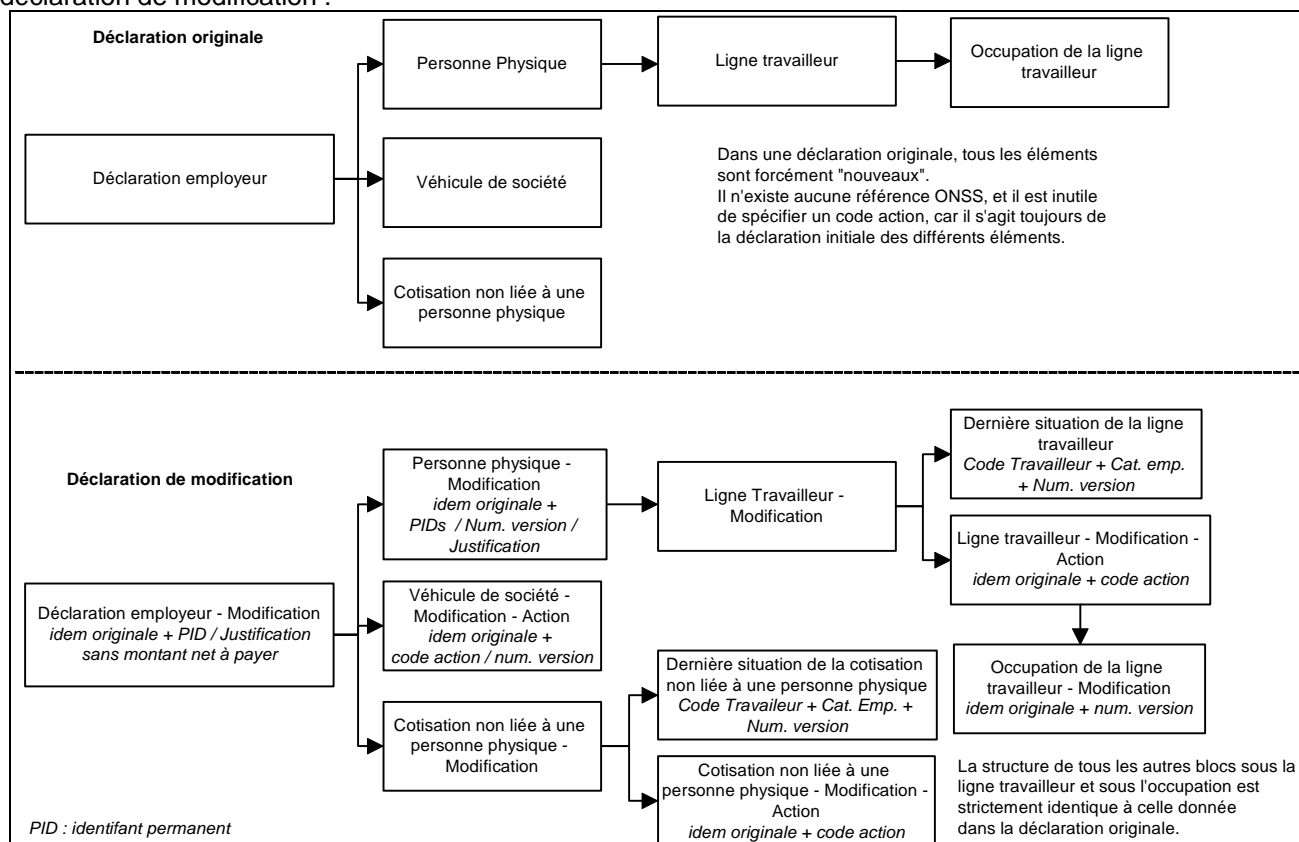 déclaration de modification :
Déclaration originale
Personne Physique
Ligne travailleur
Occupation de la ligne
travailleur
Déclaration employeur
Véhicule de société
Cotisation non liée à une
personne physique
Dans une déclaration originale, tous les éléments
sont forcément "nouveaux".
Il n'existe aucune référence ONSS, et il est inutile
de spécifier un code action, car il s'agit toujours de
la déclaration initiale des différents éléments.
Déclaration de modification
Personne physique -
Modification
idem originale +
PIDs / Num. version /
Justification
Ligne Travailleur -
Modification
Dernière situation de la ligne
travailleur
Code Travailleur + Cat. emp.
+ Num. version
Ligne travailleur - Modification -
Action
idem originale + code action
Déclaration employeur - Modification
idem originale + PID / Justification
sans montant net à payer
Véhicule de société -
Modification - Action
idem originale +
code action / num. version
Dernière situation de la cotisation
non liée à une personne physique
Code Travaileur + Cat. Emp. +
Num. version
Occupation de la ligne
travailleur - Modification
idem originale + num. version
Cotisation non liée à une
personne physique -
Modification
Cotisation non liée à une
personne physique - Modification -
Action
idem originale + code action
La structure de tous les autres blocs sous la
ligne travailleur et sous l'occupation est
strictement identique à celle donnée
dans la déclaration originale.
PID : identifant permanent